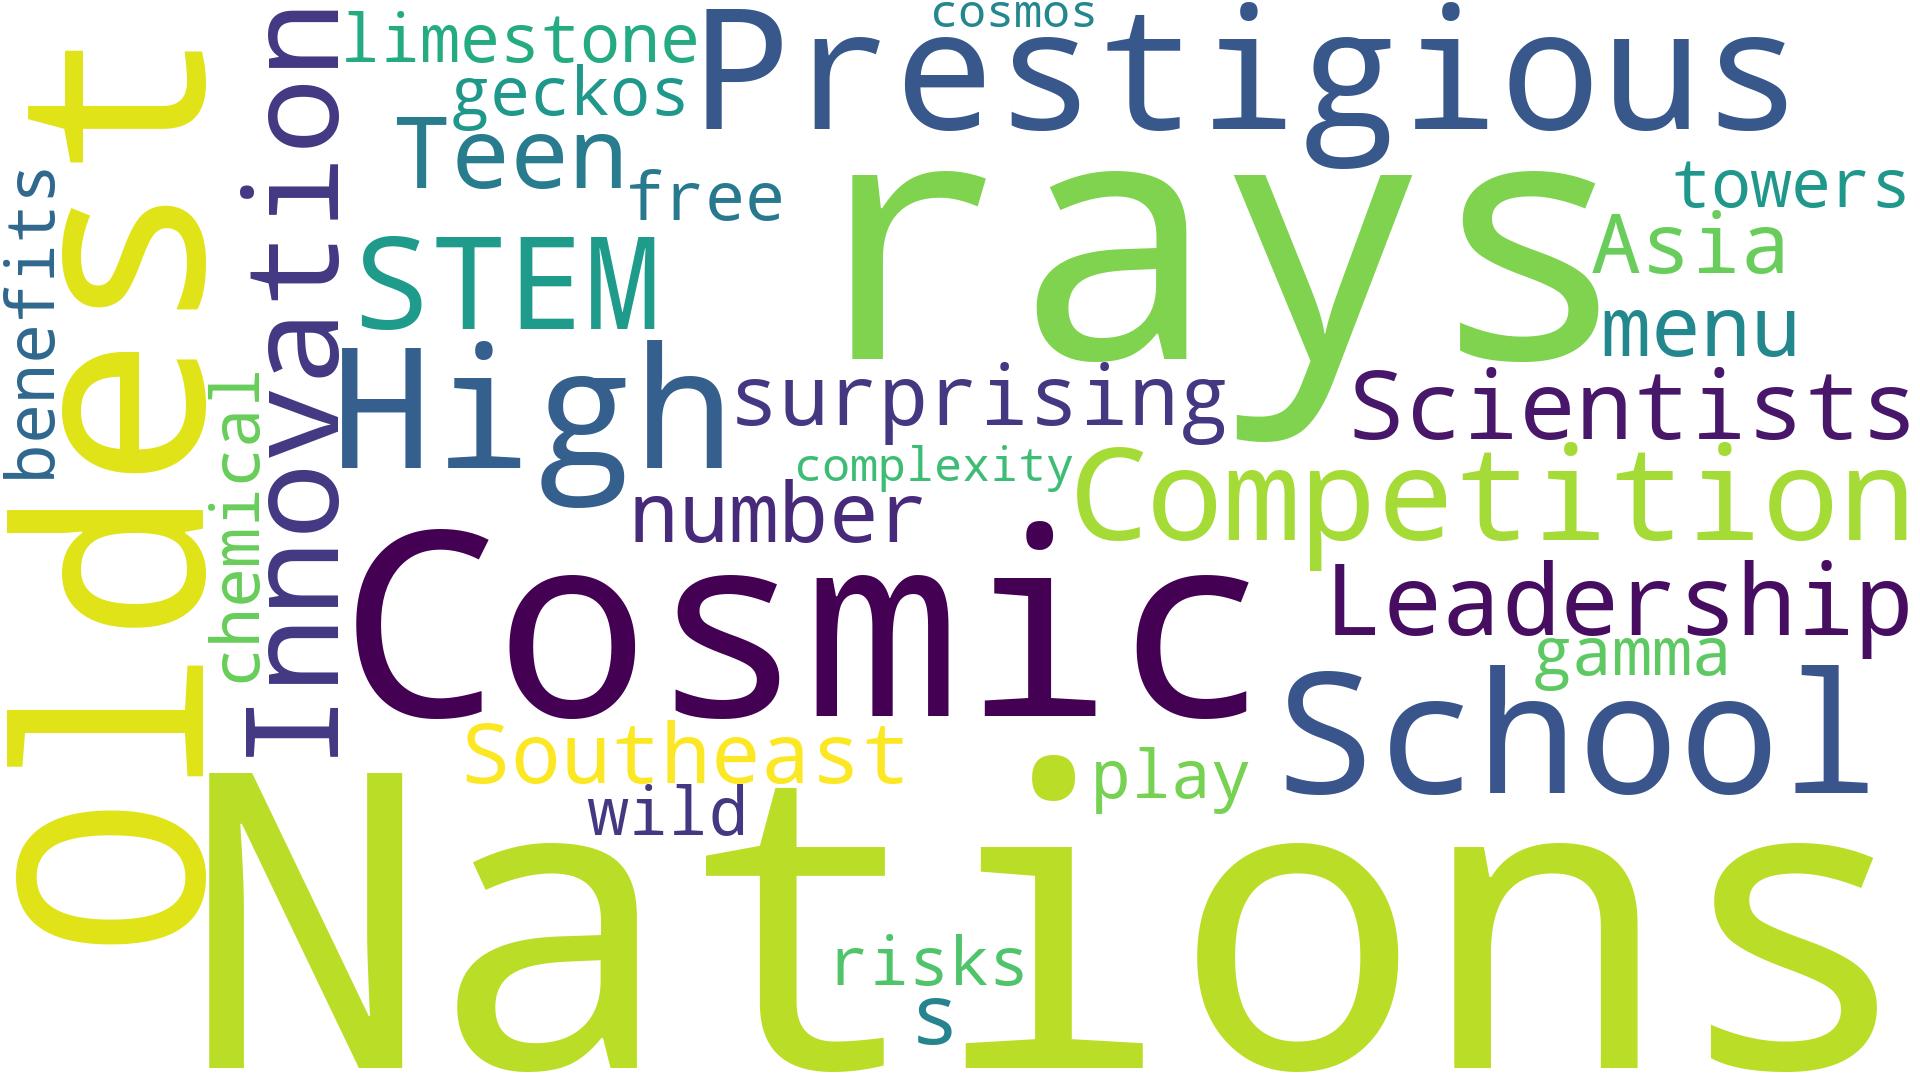 cosmos
limestone
Prestigious
geckos
Teen
free
rays
towers
Asia
STEM
menu
Oldest
benefits
Innovation
chemical
High
surprising
Scientists
complexity
Competition
number
Cosmic
Leadership
gamma
School
Southeast
play
wild
Nations
risks
s